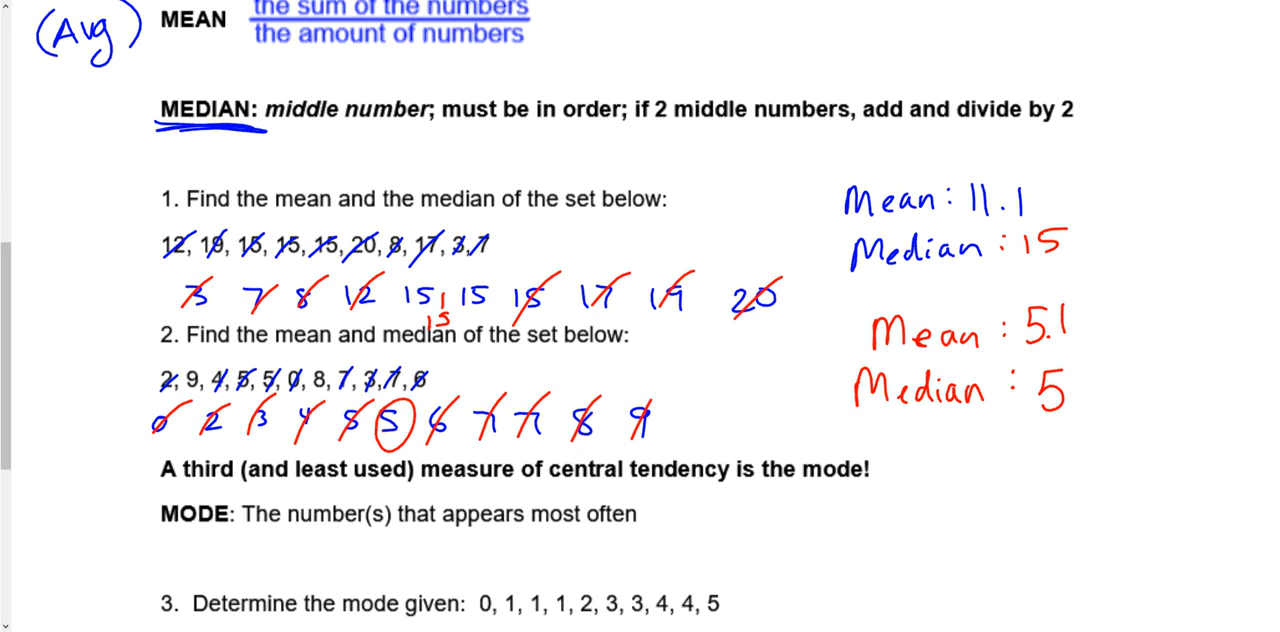 (Avg) MEAN the sum of the numbers
the amount of numbers
MEDIAN: middle number; must be in order; if 2 middle numbers, add and divide by 2
1. Find the mean and the median of the set below:
Mean: 11.1
12, 19, 15, 15, 15, 20, 8, 17, 3, 7
Median: 15
3 7 8 12 15 15 15 17 19 20
15
2. Find the mean and median of the set below:
Mean: 5.1
2, 9, 4, 5, 5, 0, 8, 7, 3, 7, 6
Median: 5
0 2 3 4 5 5 6 7 7 8 9
A third (and least used) measure of central tendency is the mode!
MODE: The number(s) that appears most often
3. Determine the mode given: 0, 1, 1, 1, 2, 3, 3, 4, 4, 5